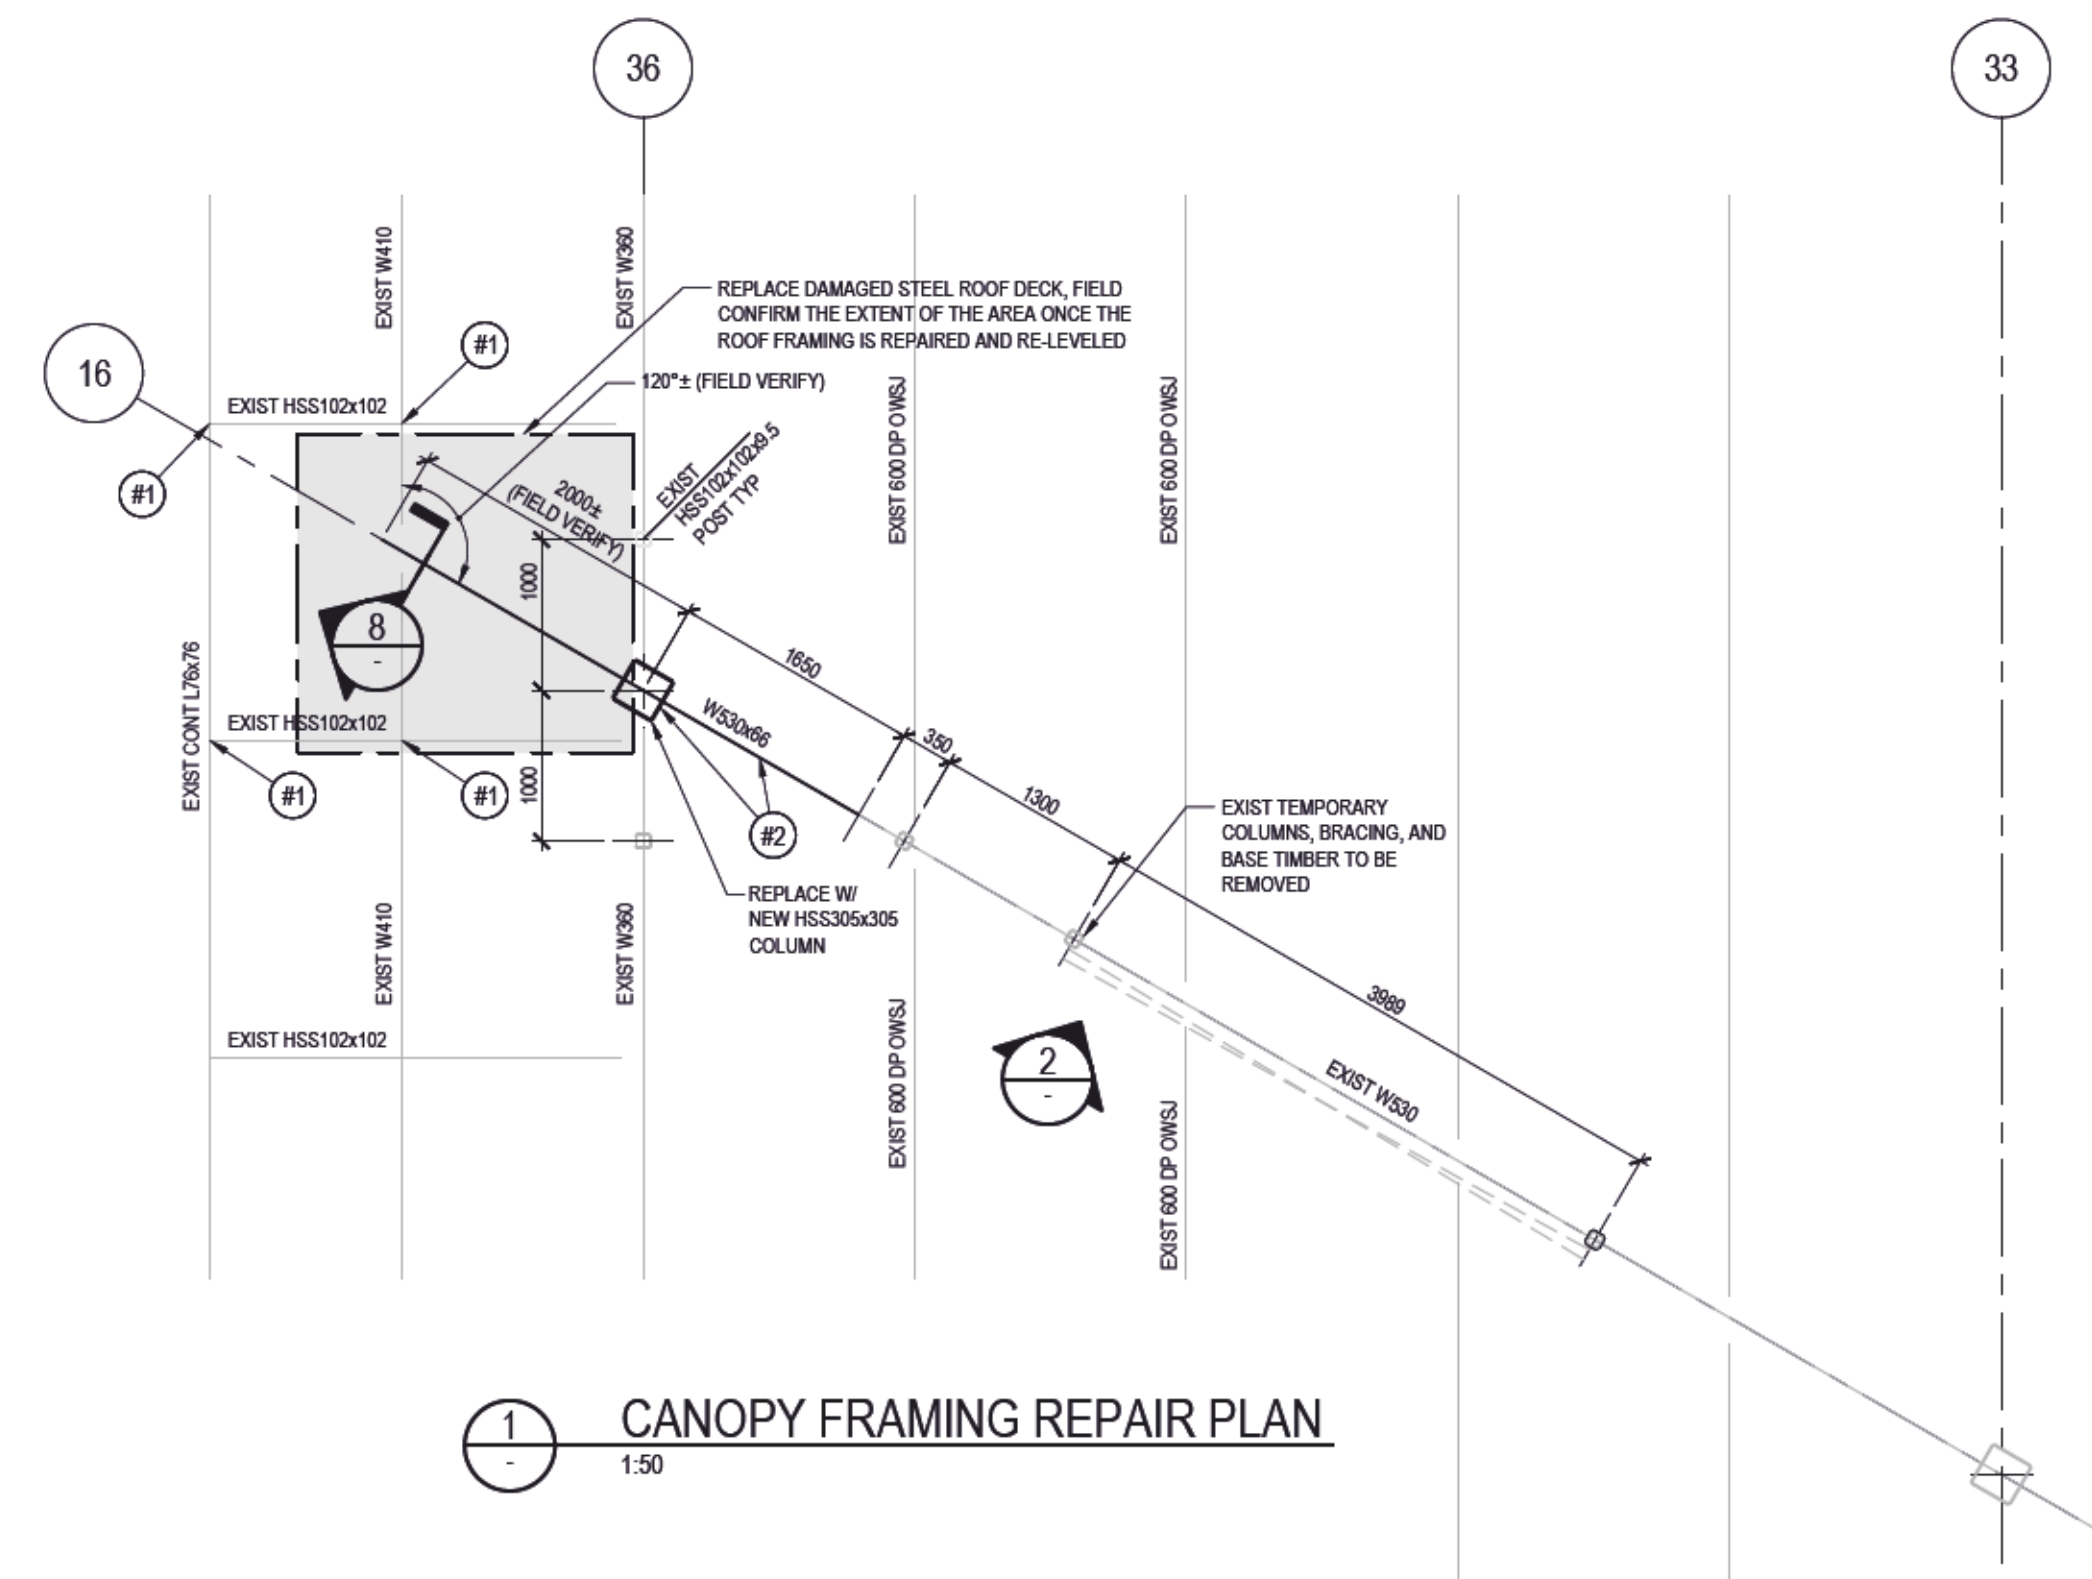 36
33
EXIST W410
EXIST W360
REPLACE DAMAGED STEEL ROOF DECK, FIELD
CONFIRM THE EXTENT OF THE AREA ONCE THE
ROOF FRAMING IS REPAIRED AND RE-LEVELED
#1
16
120°± (FIELD VERIFY)
EXIST HSS102x102
EXIST 600 DP OWSJ
EXIST 600 DP OWSJ
#1
2000±
(FIELD VERIFY)
EXIST
HSS102x102x9.5
POST TYP
1000
8
-
1650
EXIST CONT L76x76
EXIST HSS102x102
W530x66
350
1000
#1
#1
#2
1300
EXIST TEMPORARY
COLUMNS, BRACING, AND
BASE TIMBER TO BE
REMOVED
REPLACE W/
NEW HSS305x305
COLUMN
EXIST W410
EXIST W360
3989
EXIST HSS102x102
2
-
EXIST 600 DP OWSJ
EXIST W530
EXIST 600 DP OWSJ
1
-
CANOPY FRAMING REPAIR PLAN
1:50